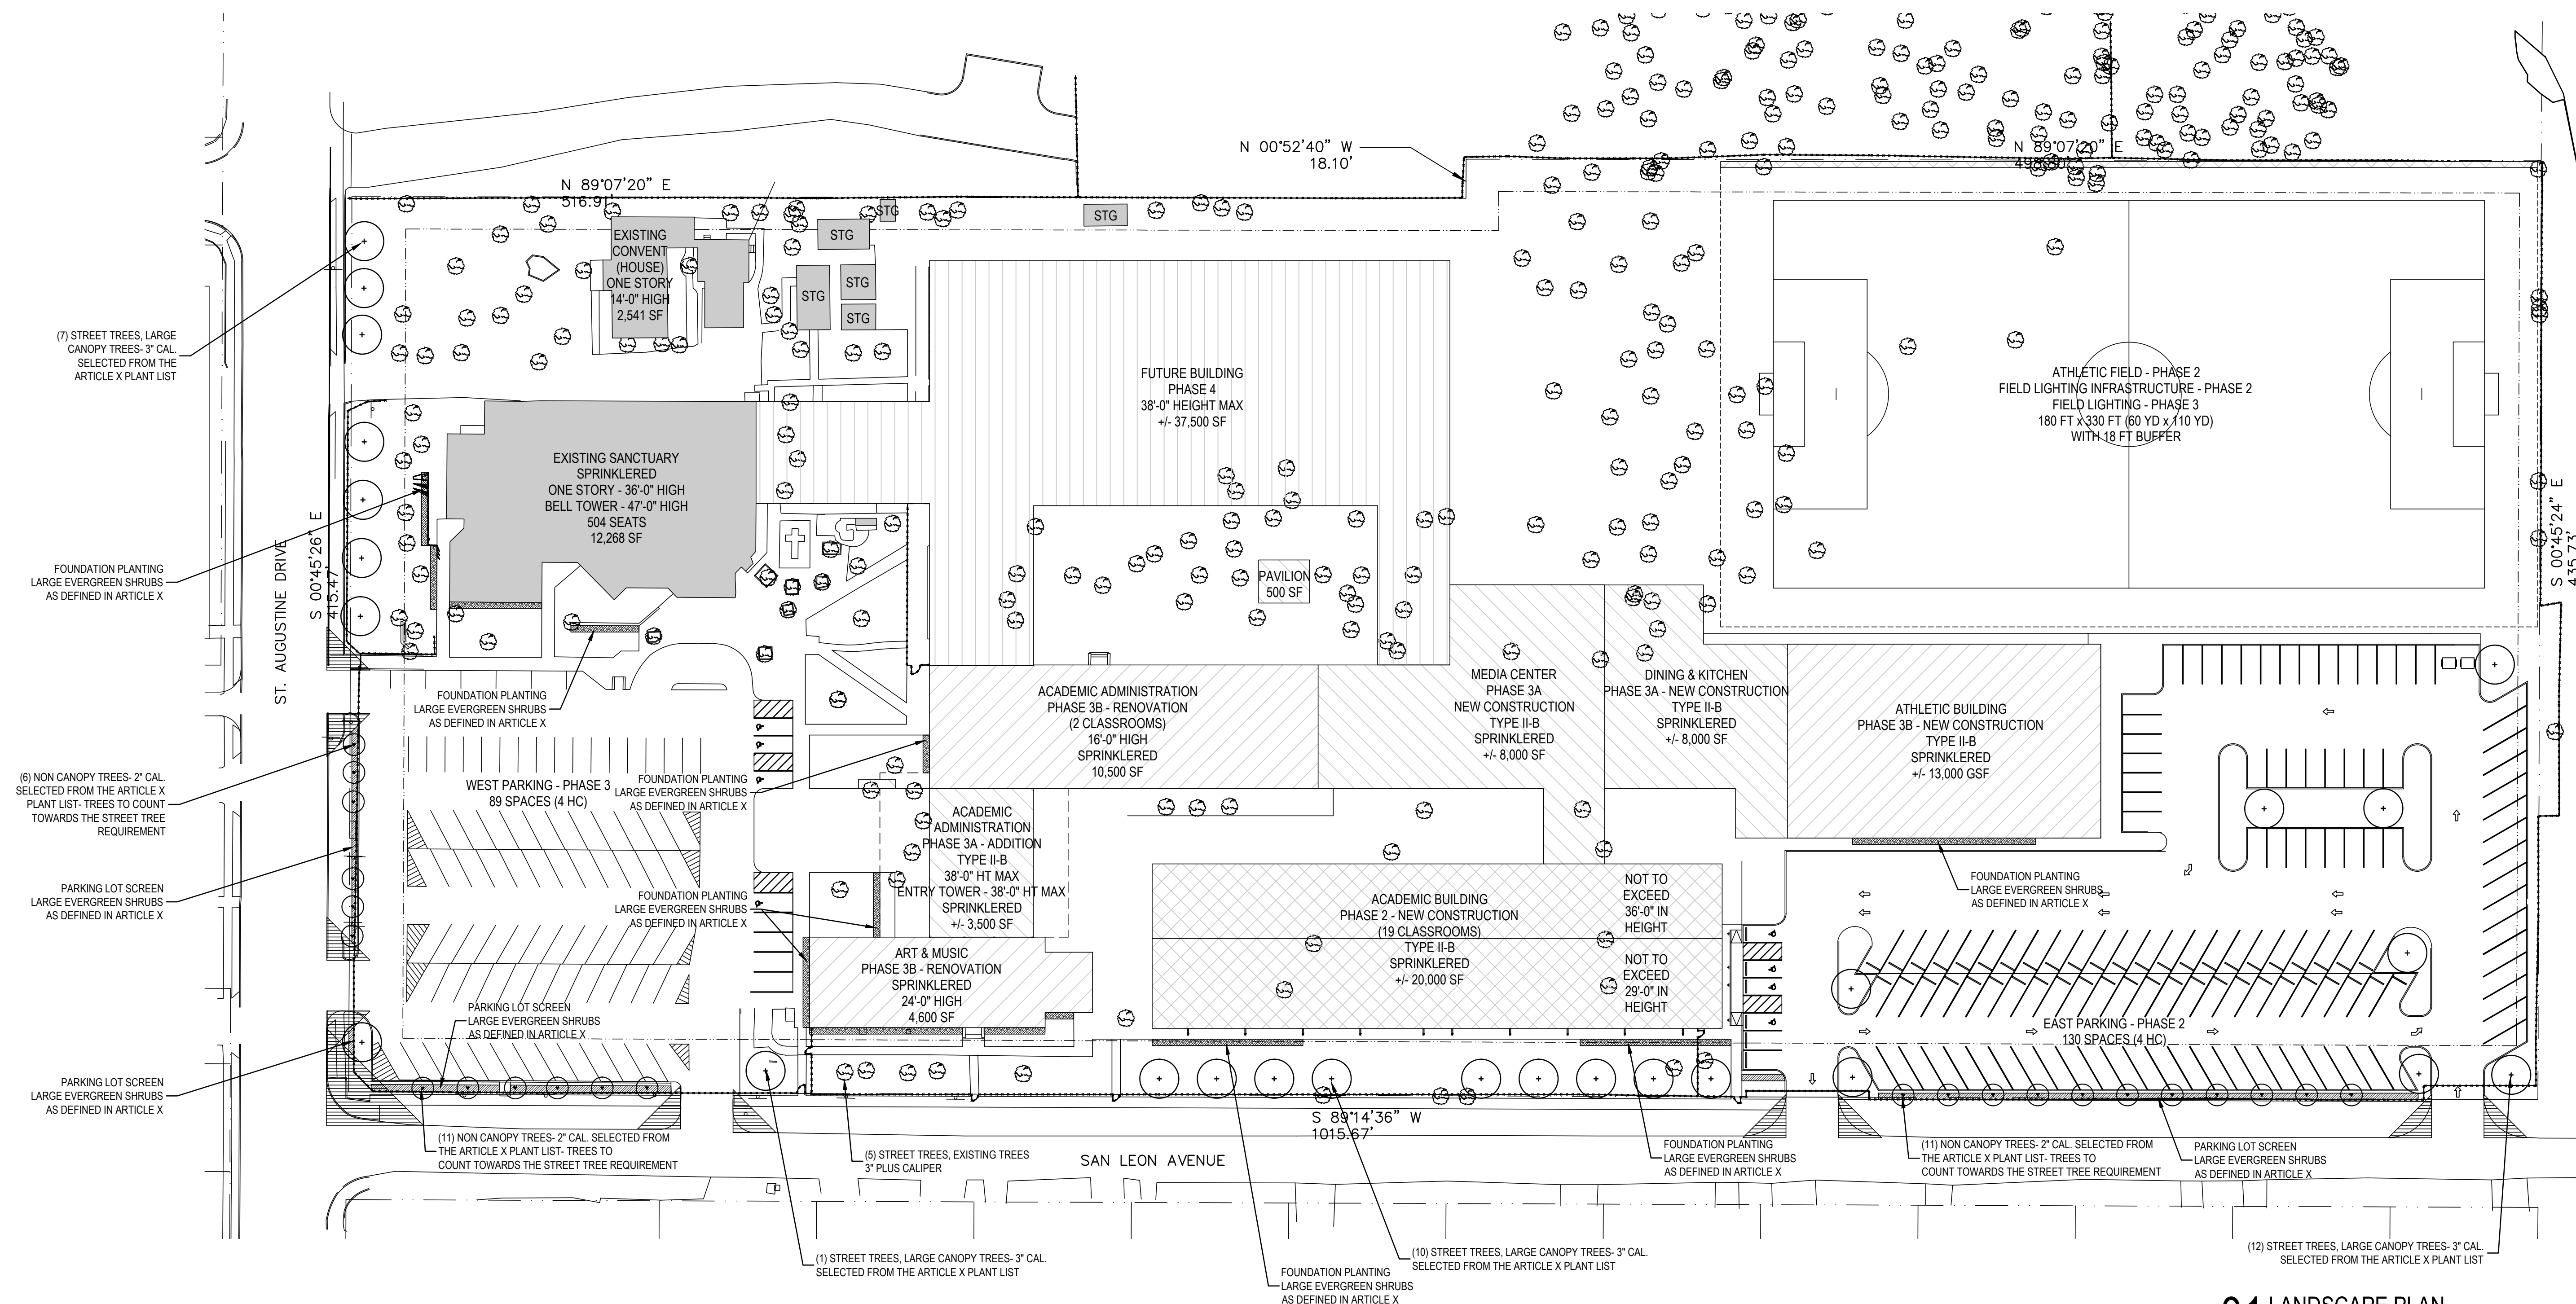 N 00°52'40" W
18.10'
N 89°07'20" E
N 89°07'20" E
516.91'
STG
STG
STG
STG
STG
STG
EXISTING
CONVENT
(HOUSE)
ONE STORY
14'-0" HIGH
2,541 SF
(7) STREET TREES, LARGE
CANOPY TREES- 3" CAL.
SELECTED FROM THE
ARTICLE X PLANT LIST
FUTURE BUILDING
PHASE 4
38'-0" HEIGHT MAX
+/- 37,500 SF
ATHLETIC FIELD - PHASE 2
FIELD LIGHTING INFRASTRUCTURE - PHASE 2
FIELD LIGHTING - PHASE 3
180 FT x 330 FT (60 YD x 110 YD)
WITH 18 FT BUFFER
EXISTING SANCTUARY
SPRINKLERED
ONE STORY - 36'-0" HIGH
BELL TOWER - 47'-0" HIGH
504 SEATS
12,268 SF
ST. AUGUSTINE DRIVE
S 00°45'26" E
415.47'
S 00°45'24" E
435.73'
FOUNDATION PLANTING
LARGE EVERGREEN SHRUBS
AS DEFINED IN ARTICLE X
PAVILION
500 SF
FOUNDATION PLANTING
LARGE EVERGREEN SHRUBS
AS DEFINED IN ARTICLE X
ACADEMIC ADMINISTRATION
PHASE 3B - RENOVATION
(2 CLASSROOMS)
16'-0" HIGH
SPRINKLERED
10,500 SF
MEDIA CENTER
PHASE 3A
NEW CONSTRUCTION
TYPE II-B
SPRINKLERED
+/- 8,000 SF
DINING & KITCHEN
PHASE 3A - NEW CONSTRUCTION
TYPE II-B
SPRINKLERED
+/- 8,000 SF
ATHLETIC BUILDING
PHASE 3B - NEW CONSTRUCTION
TYPE II-B
SPRINKLERED
+/- 13,000 GSF
(6) NON CANOPY TREES- 2" CAL.
SELECTED FROM THE ARTICLE X
PLANT LIST- TREES TO COUNT
TOWARDS THE STREET TREE
REQUIREMENT
WEST PARKING - PHASE 3
89 SPACES (4 HC)
FOUNDATION PLANTING
LARGE EVERGREEN SHRUBS
AS DEFINED IN ARTICLE X
ACADEMIC
ADMINISTRATION
PHASE 3A - ADDITION
TYPE II-B
38'-0" HT MAX
ENTRY TOWER - 38'-0" HT MAX
SPRINKLERED
+/- 3,500 SF
PARKING LOT SCREEN
LARGE EVERGREEN SHRUBS
AS DEFINED IN ARTICLE X
FOUNDATION PLANTING
LARGE EVERGREEN SHRUBS
AS DEFINED IN ARTICLE X
ACADEMIC BUILDING
PHASE 2 - NEW CONSTRUCTION
(19 CLASSROOMS)
TYPE II-B
SPRINKLERED
+/- 20,000 SF
NOT TO
EXCEED
36'-0" IN
HEIGHT
NOT TO
EXCEED
29'-0" IN
HEIGHT
FOUNDATION PLANTING
LARGE EVERGREEN SHRUBS
AS DEFINED IN ARTICLE X
ART & MUSIC
PHASE 3B - RENOVATION
SPRINKLERED
24'-0" HIGH
4,600 SF
PARKING LOT SCREEN
LARGE EVERGREEN SHRUBS
AS DEFINED IN ARTICLE X
EAST PARKING - PHASE 2
130 SPACES (4 HC)
PARKING LOT SCREEN
LARGE EVERGREEN SHRUBS
AS DEFINED IN ARTICLE X
S 89°14'36" W
1015.67'
(11) NON CANOPY TREES- 2" CAL. SELECTED FROM
THE ARTICLE X PLANT LIST- TREES TO
COUNT TOWARDS THE STREET TREE REQUIREMENT
(5) STREET TREES, EXISTING TREES
3" PLUS CALIPER
SAN LEON AVENUE
FOUNDATION PLANTING
LARGE EVERGREEN SHRUBS
AS DEFINED IN ARTICLE X
(11) NON CANOPY TREES- 2" CAL. SELECTED FROM
THE ARTICLE X PLANT LIST- TREES TO
COUNT TOWARDS THE STREET TREE REQUIREMENT
PARKING LOT SCREEN
LARGE EVERGREEN SHRUBS
AS DEFINED IN ARTICLE X
(1) STREET TREES, LARGE CANOPY TREES- 3" CAL.
SELECTED FROM THE ARTICLE X PLANT LIST
FOUNDATION PLANTING
LARGE EVERGREEN SHRUBS
AS DEFINED IN ARTICLE X
(10) STREET TREES, LARGE CANOPY TREES- 3" CAL.
SELECTED FROM THE ARTICLE X PLANT LIST
(12) STREET TREES, LARGE CANOPY TREES- 3" CAL.
SELECTED FROM THE ARTICLE X PLANT LIST
LANDSCAPE PLAN